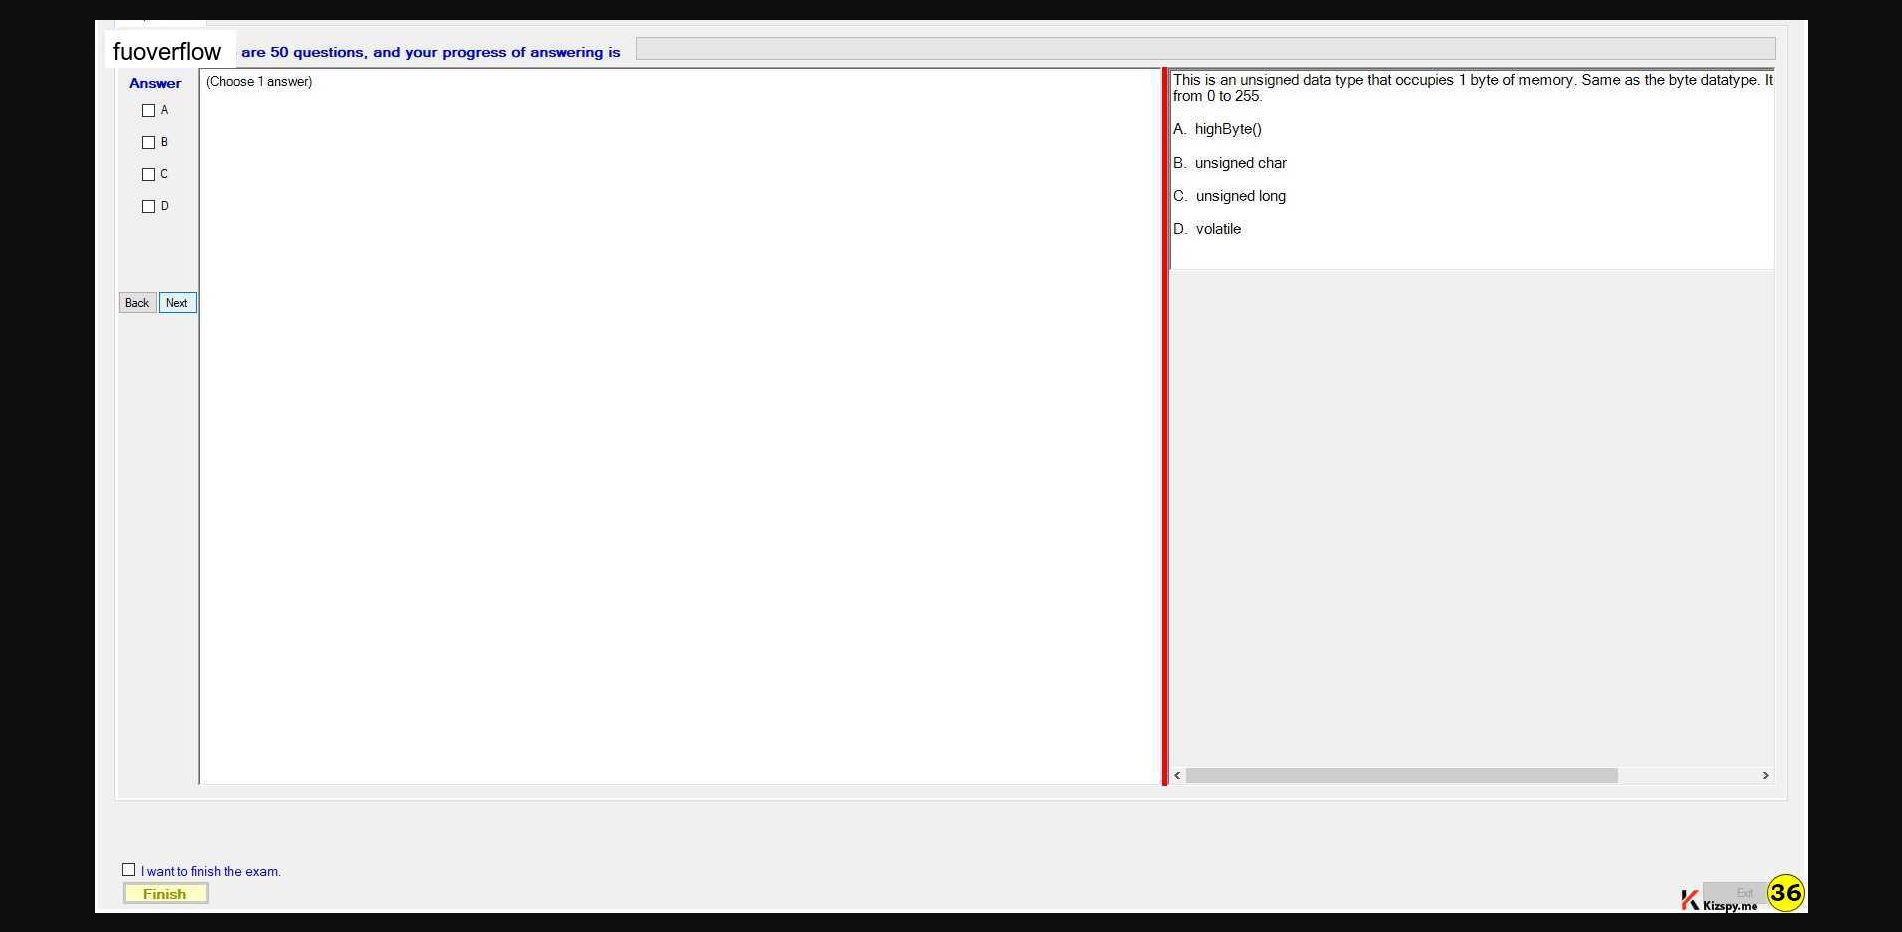 fuoverflow are 50 questions, and your progress of answering is
Answer
(Choose 1 answer)
A
B
C
D
Back Next
This is an unsigned data type that occupies 1 byte of memory. Same as the byte datatype. It
from 0 to 255.
A. highByte()
B. unsigned char
C. unsigned long
D. volatile
I want to finish the exam.
Finish
Exit
Kizspy.me
36